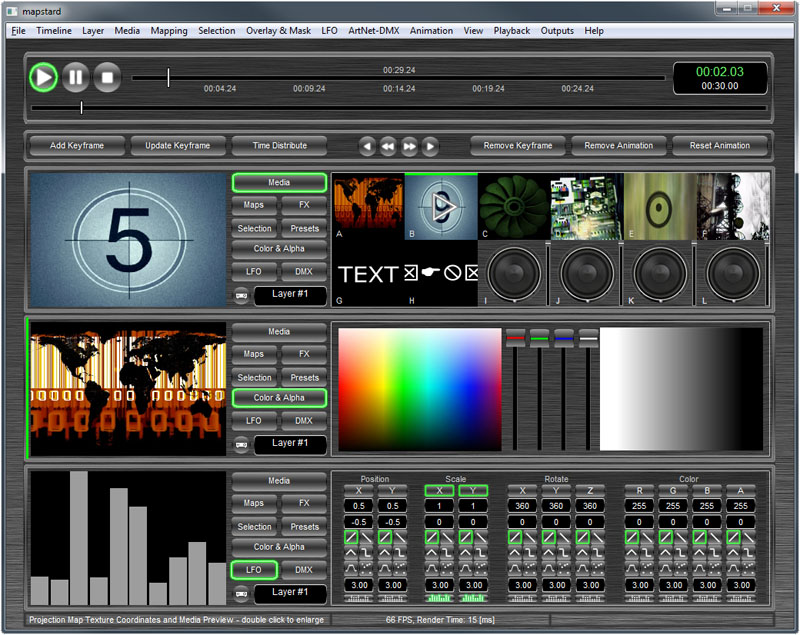 mapstard
File Timeline Layer Media Mapping Selection Overlay & Mask LFO ArtNet-DMX Animation View Playback Outputs Help
00:29.24
00:04.24 00:09.24 00:14.24 00:19.24 00:24.24
00:02.03
00:30.00
Add Keyframe Update Keyframe Time Distribute Remove Keyframe Remove Animation Reset Animation
5
Media
Maps FX
Selection Presets
Color & Alpha
LFO DMX
Layer #1
A B C D E F
TEXT
G H I J K L
Media
Maps FX
Selection Presets
Color & Alpha
LFO DMX
Layer #1
Media
Maps FX
Selection Presets
Color & Alpha
LFO DMX
Layer #1
Position Scale Rotate Color
X Y X Y X Y Z R G B A
0.5 0.5 1 1 360 360 360 255 255 255 255
-0.5 -0.5 0 0 0 0 0 0 0 0 0
3.00 3.00 3.00 3.00 3.00 3.00 3.00 3.00 3.00 3.00 3.00
Projection Map Texture Coordinates and Media Preview - double click to enlarge
66 FPS, Render Time: 15 [ms]